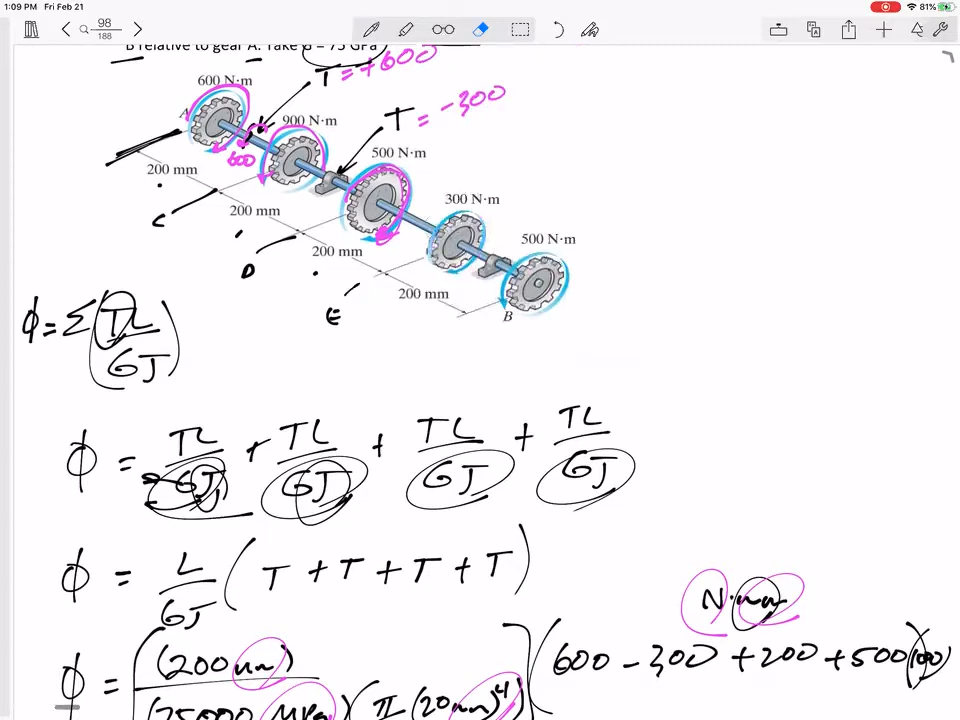 1:09 PM Fri Feb 21
81%
98
188
B relative to gear A. Take G = 75 GPa
T = +600
600 N·m
A
T = -300
900 N·m
600
500 N·m
200 mm
300 N·m
C
200 mm
500 N·m
D
200 mm
E
200 mm
B
ϕ = Σ (TL/GJ)
ϕ = TL/GJ + TL/GJ + TL/GJ + TL/GJ
ϕ = L/GJ (T + T + T + T)
N·mm
ϕ = [(200 mm)/(75000 MPa)(π (20 mm)^4] (600 - 300 + 200 + 500)